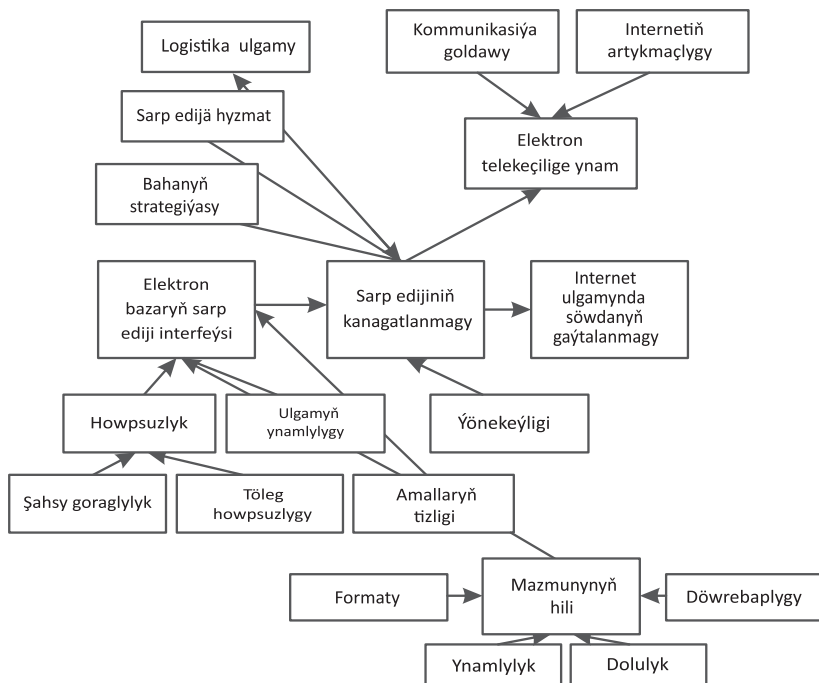 Kommunikasiýa
goldawy
Internetiň
artykmaçlygy
Logistika ulgamy
Sarp edijä hyzmat
Elektron
telekeçilige ynam
Bahanyň
strategiýasy
Elektron
bazaryň sarp
ediji interfeýsi
Sarp edijiniň
kanagatlanmagy
Internet
ulgamynda
söwdanyň
gaýtalanmagy
Howpsuzlyk
Ulgamyň
ynamlylygy
Ýönekeýligi
Şahsy goraglylyk
Töleg
howpsuzlygy
Amallaryň
tizligi
Formaty
Mazmunynyň
hili
Döwrebaplygy
Ynamlylyk
Dolulyk